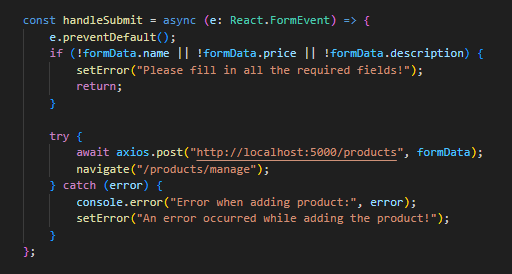 const handleSubmit = async (e: React.FormEvent) => {
    e.preventDefault();
    if (!formData.name || !formData.price || !formData.description) {
        setError("Please fill in all the required fields!");
        return;
    }

    try {
        await axios.post("http://localhost:5000/products", formData);
        navigate("/products/manage");
    } catch (error) {
        console.error("Error when adding product:", error);
        setError("An error occurred while adding the product!");
    }
};